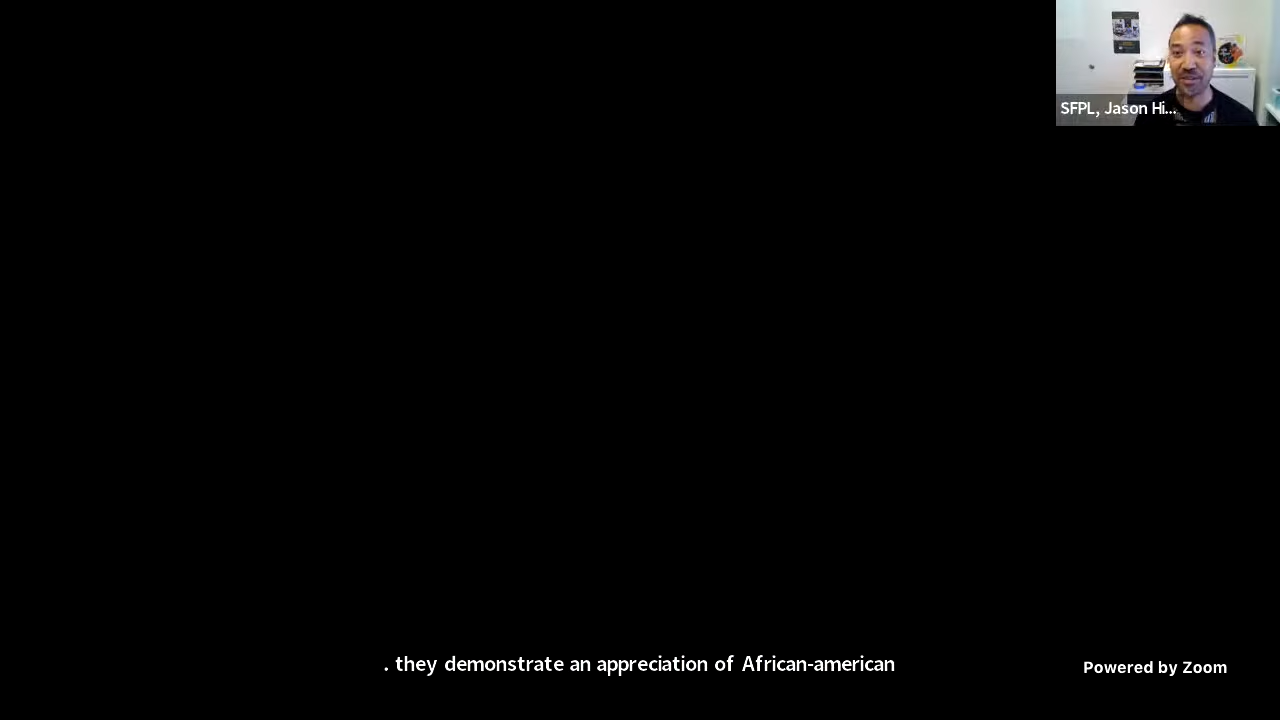 SFPL, Jason Hi...
. they demonstrate an appreciation of African-american
Powered by Zoom